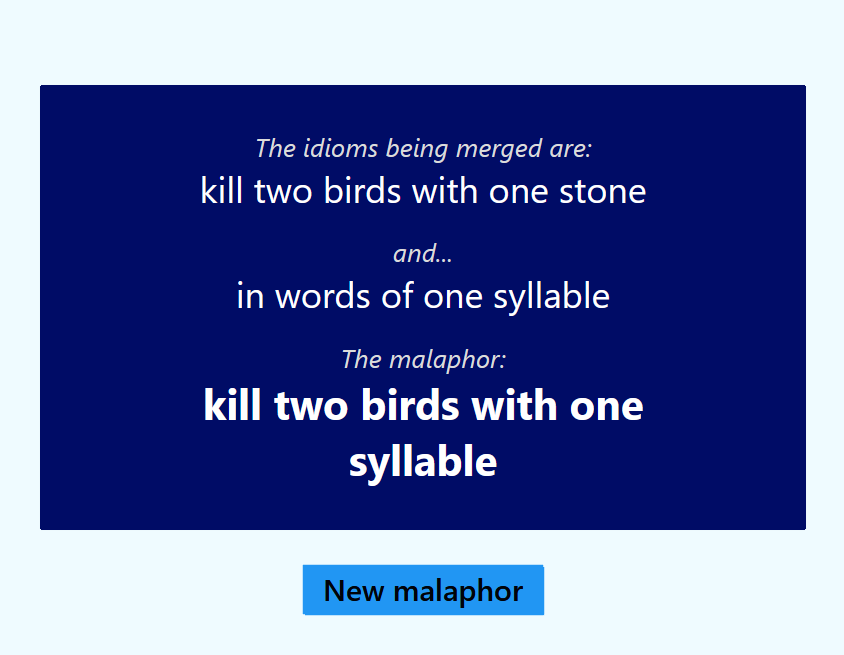 The idioms being merged are:
kill two birds with one stone
and...
in words of one syllable
The malaphor:
kill two birds with one
syllable
New malaphor